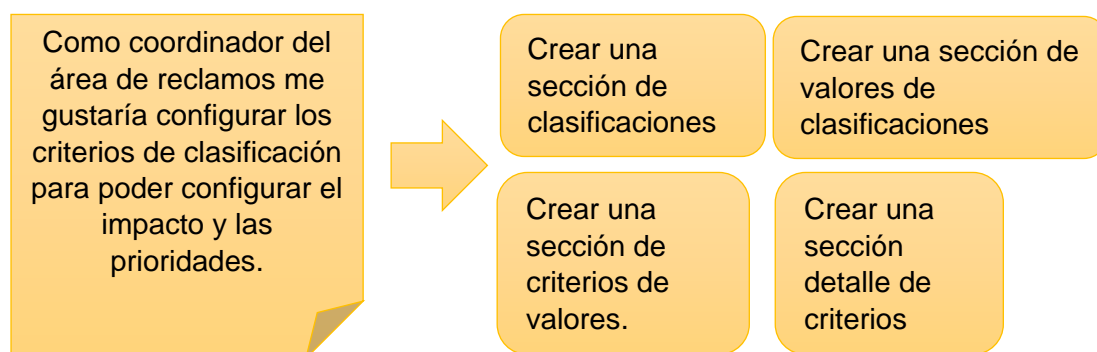 Como coordinador del
área de reclamos me
gustaría configurar los
criterios de clasificación
para poder configurar el
impacto y las
prioridades.
Crear una
sección de
clasificaciones
Crear una sección de
valores de
clasificaciones
Crear una
sección de
criterios de
valores.
Crear una
sección
detalle de
criterios